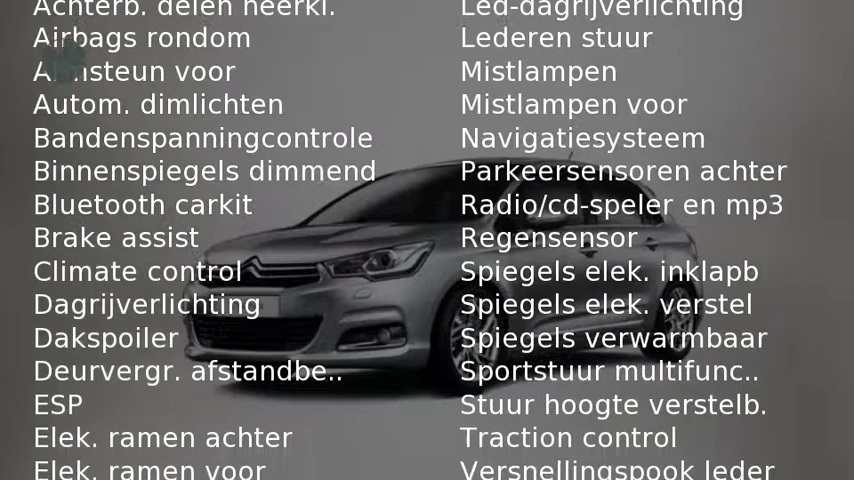 Achterb. delen neerkl.
Airbags rondom
Armsteun voor
Autom. dimlichten
Bandenspanningcontrole
Binnenspiegels dimmend
Bluetooth carkit
Brake assist
Climate control
Dagrijverlichting
Dakspoiler
Deurvergr. afstandbe..
ESP
Elek. ramen achter
Elek. ramen voor
Led-dagrijverlichting
Lederen stuur
Mistlampen
Mistlampen voor
Navigatiesysteem
Parkeersensoren achter
Radio/cd-speler en mp3
Regensensor
Spiegels elek. inklapb
Spiegels elek. verstel
Spiegels verwarmbaar
Sportstuur multifunc..
Stuur hoogte verstelb.
Traction control
Versnellingspook leder